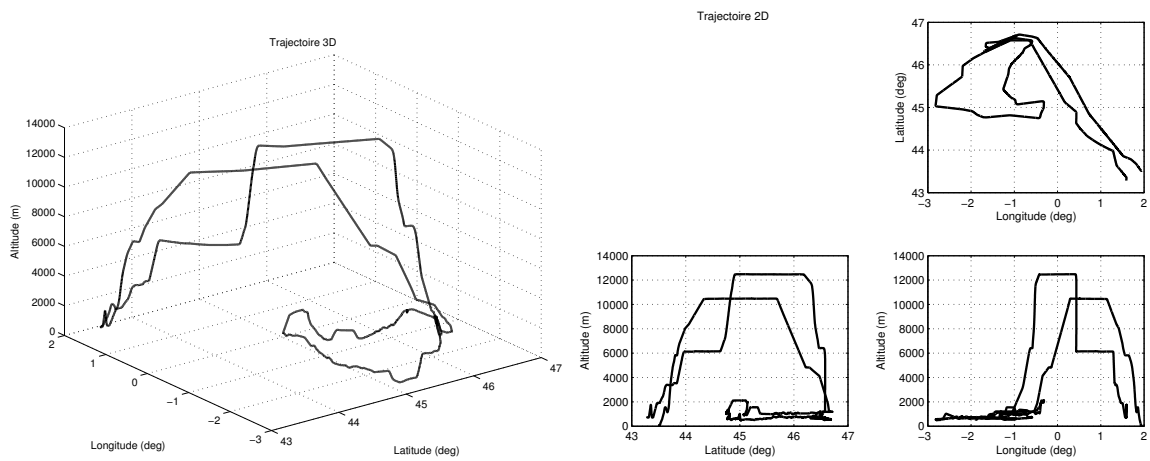 Trajectoire 3D
14000
12000
10000
8000
6000
4000
2000
0
Altitude (m)
2
1
0
−1
−2
−3
Longitude (deg)
43
44
45
46
47
Latitude (deg)
Trajectoire 2D
47
46
45
44
43
Latitude (deg)
−3 −2 −1 0 1 2
Longitude (deg)
14000
12000
10000
8000
6000
4000
2000
0
Altitude (m)
43 44 45 46 47
Latitude (deg)
14000
12000
10000
8000
6000
4000
2000
0
Altitude (m)
−3 −2 −1 0 1 2
Longitude (deg)